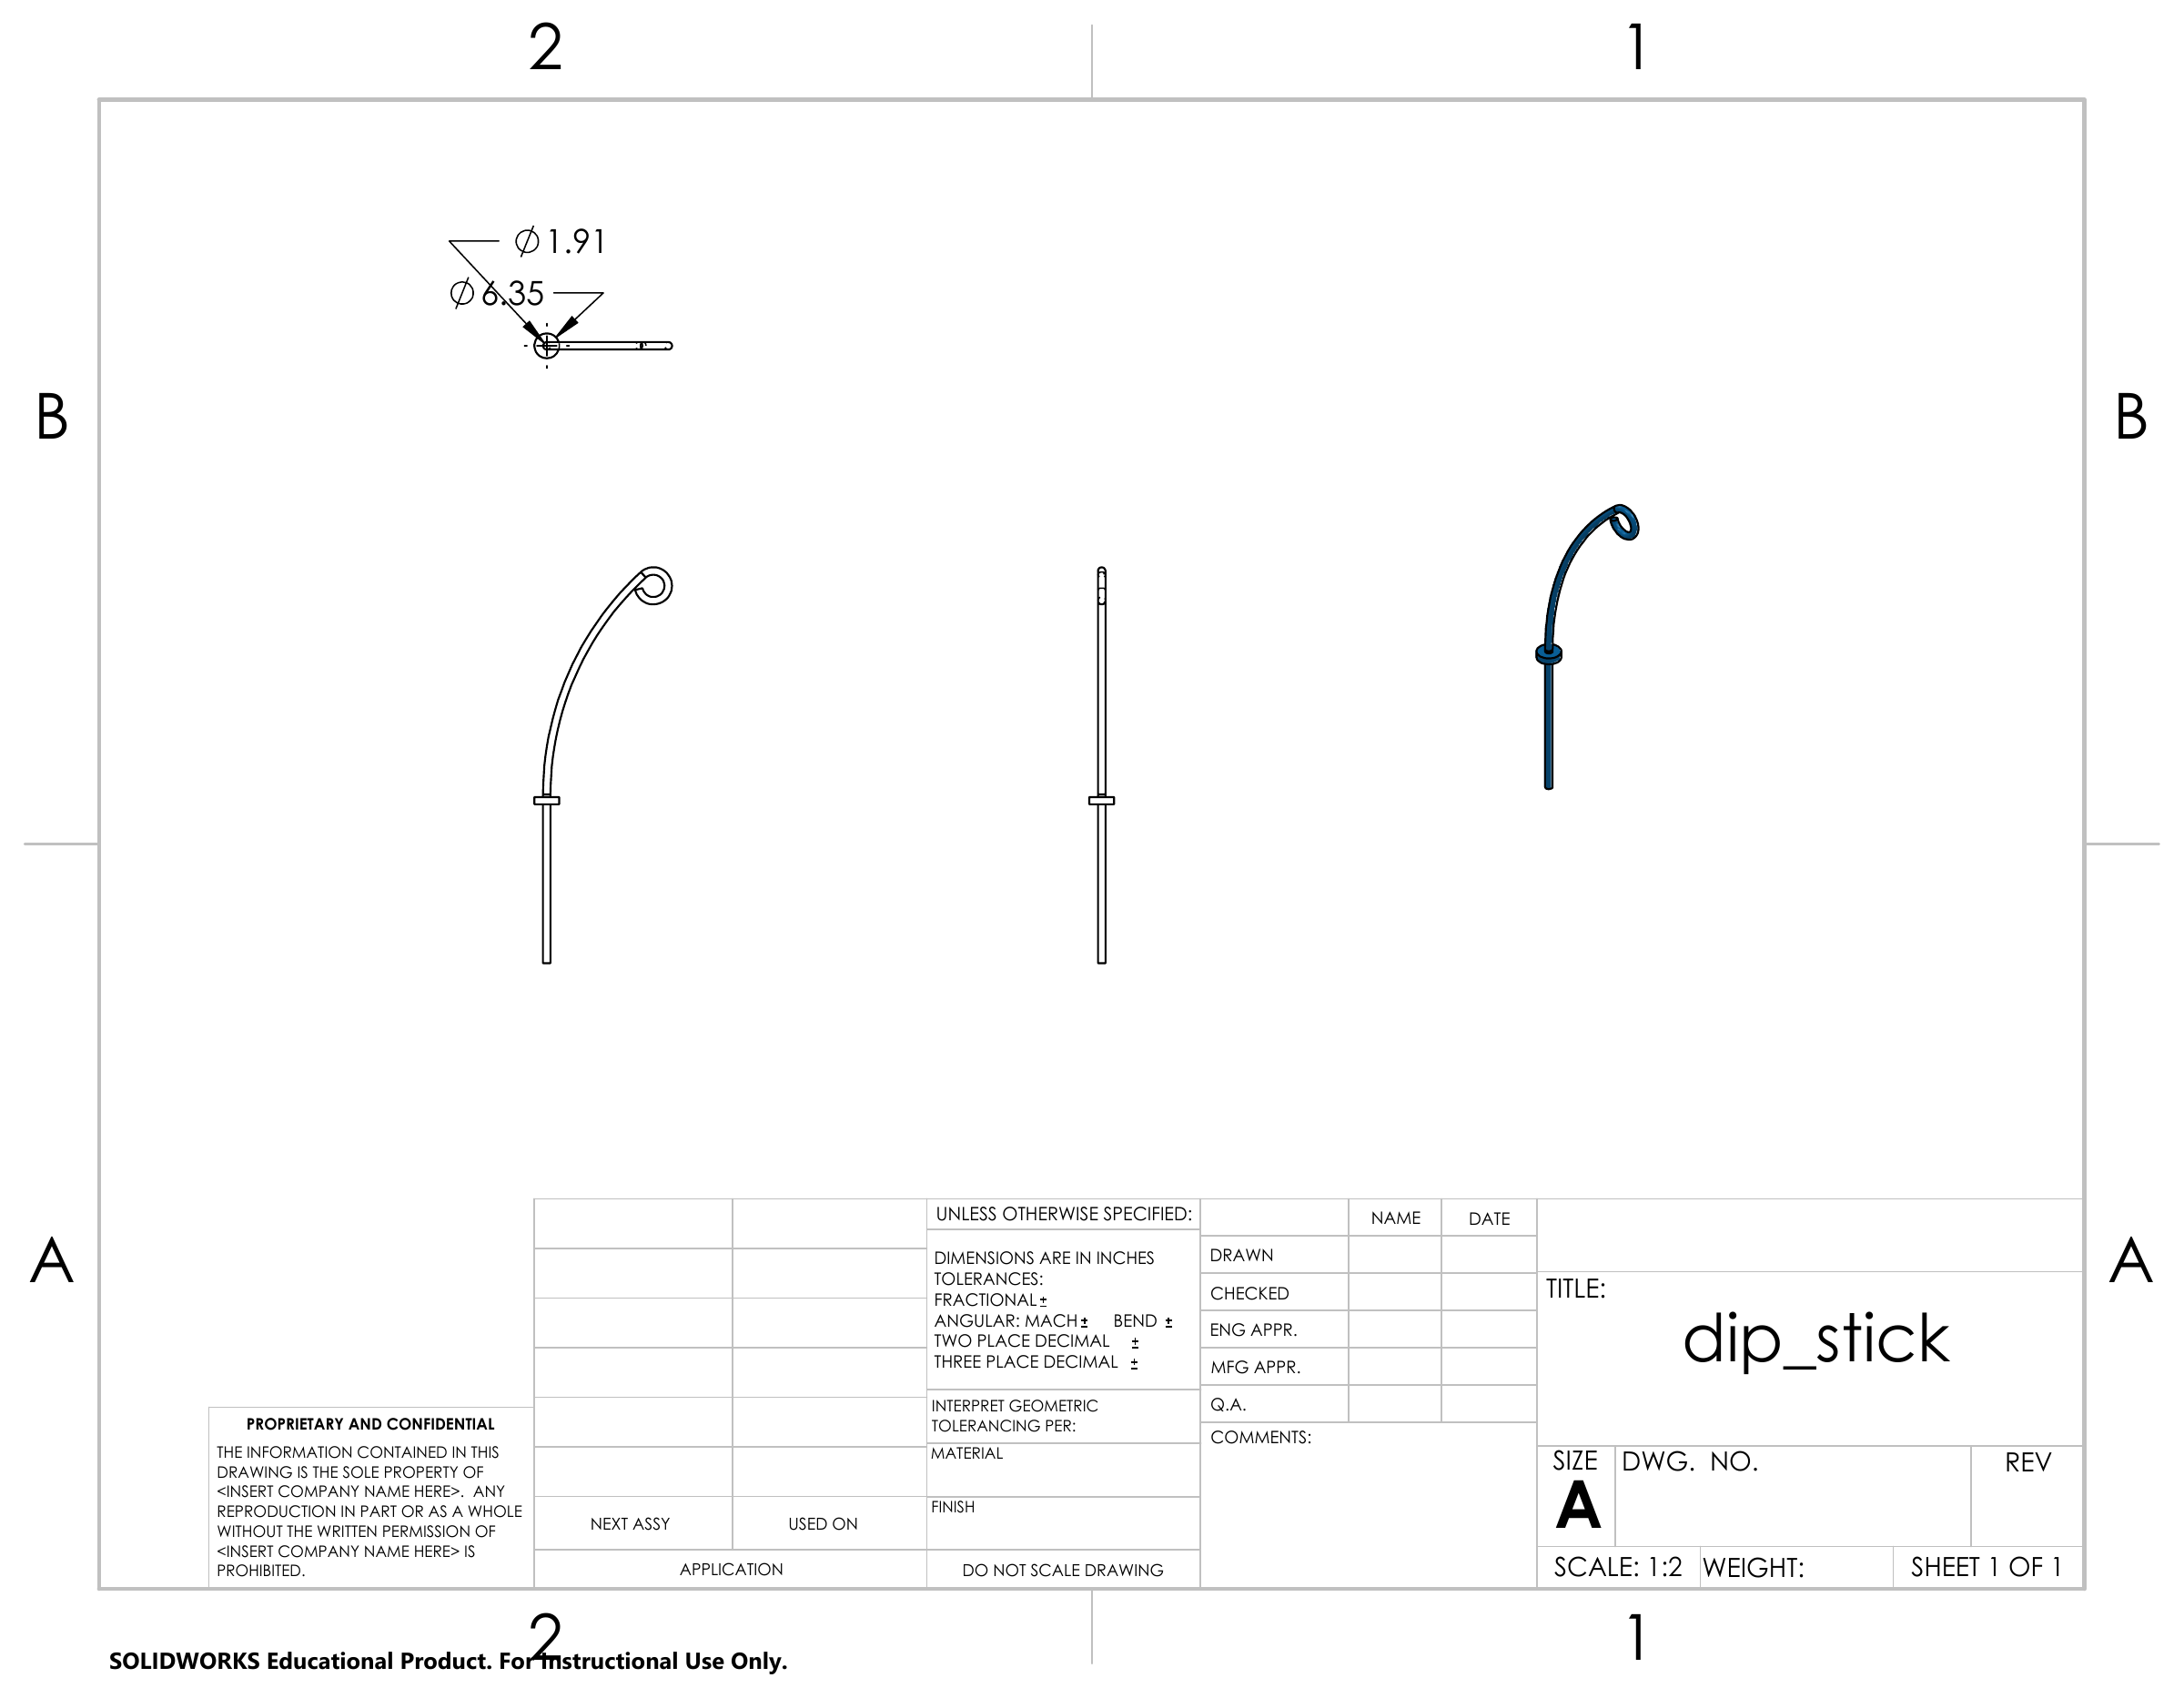 2 1
⌀1.91
⌀6.35
B B
A A
UNLESS OTHERWISE SPECIFIED:
DIMENSIONS ARE IN INCHES
TOLERANCES:
FRACTIONAL±
ANGULAR: MACH± BEND ±
TWO PLACE DECIMAL ±
THREE PLACE DECIMAL ±
INTERPRET GEOMETRIC
TOLERANCING PER:
MATERIAL
FINISH
DO NOT SCALE DRAWING
NAME DATE
DRAWN
CHECKED
ENG APPR.
MFG APPR.
Q.A.
COMMENTS:
TITLE:
dip_stick
SIZE DWG. NO. REV
A
SCALE: 1:2 WEIGHT: SHEET 1 OF 1
PROPRIETARY AND CONFIDENTIAL
THE INFORMATION CONTAINED IN THIS
DRAWING IS THE SOLE PROPERTY OF
<INSERT COMPANY NAME HERE>. ANY
REPRODUCTION IN PART OR AS A WHOLE
WITHOUT THE WRITTEN PERMISSION OF
<INSERT COMPANY NAME HERE> IS
PROHIBITED.
NEXT ASSY USED ON
APPLICATION
2 1
SOLIDWORKS Educational Product. For Instructional Use Only.